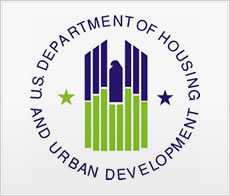 U.S. DEPARTMENT OF HOUSING
AND URBAN DEVELOPMENT